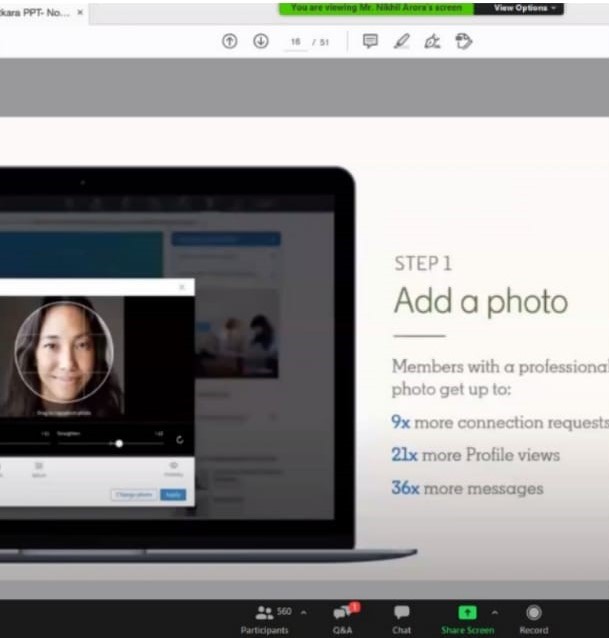 kara PPT- No... ×
You are viewing Mr. Nikhil Arora's screen
View Options
16 / 51
STEP 1
Add a photo
Members with a professional
photo get up to:
9x more connection requests
21x more Profile views
36x more messages
Straighten
Change photo
Apply
560
1
Participants
Q&A
Chat
Share Screen
Record